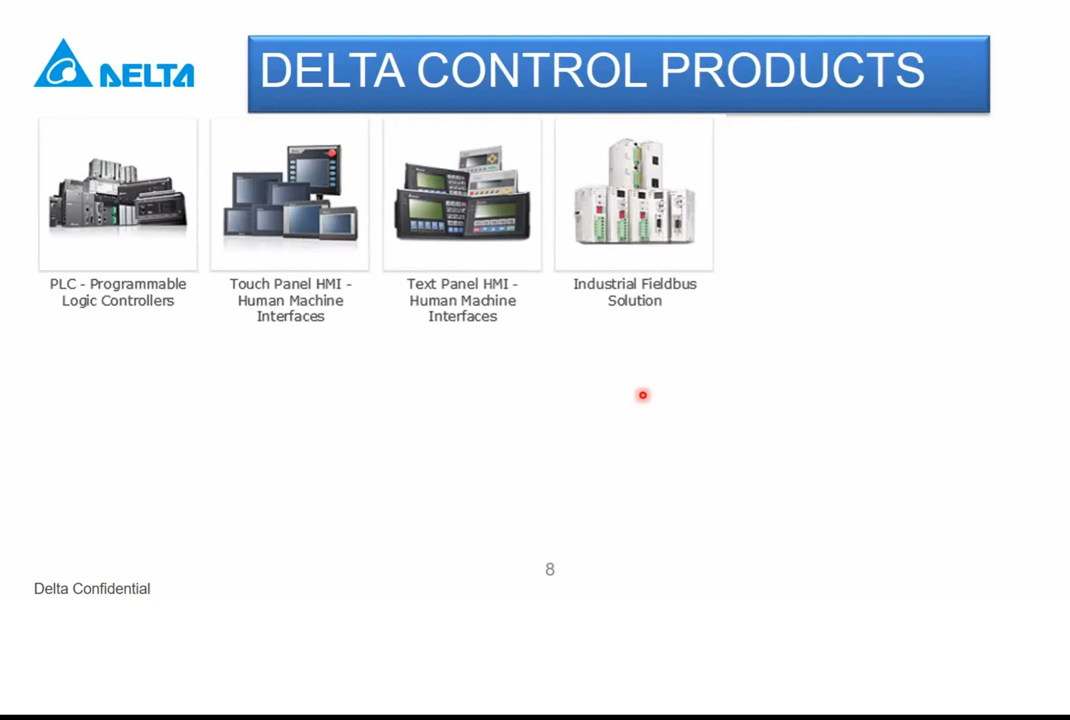 DELTA
DELTA CONTROL PRODUCTS
PLC - Programmable
Logic Controllers
Touch Panel HMI -
Human Machine
Interfaces
Text Panel HMI -
Human Machine
Interfaces
Industrial Fieldbus
Solution
8
Delta Confidential